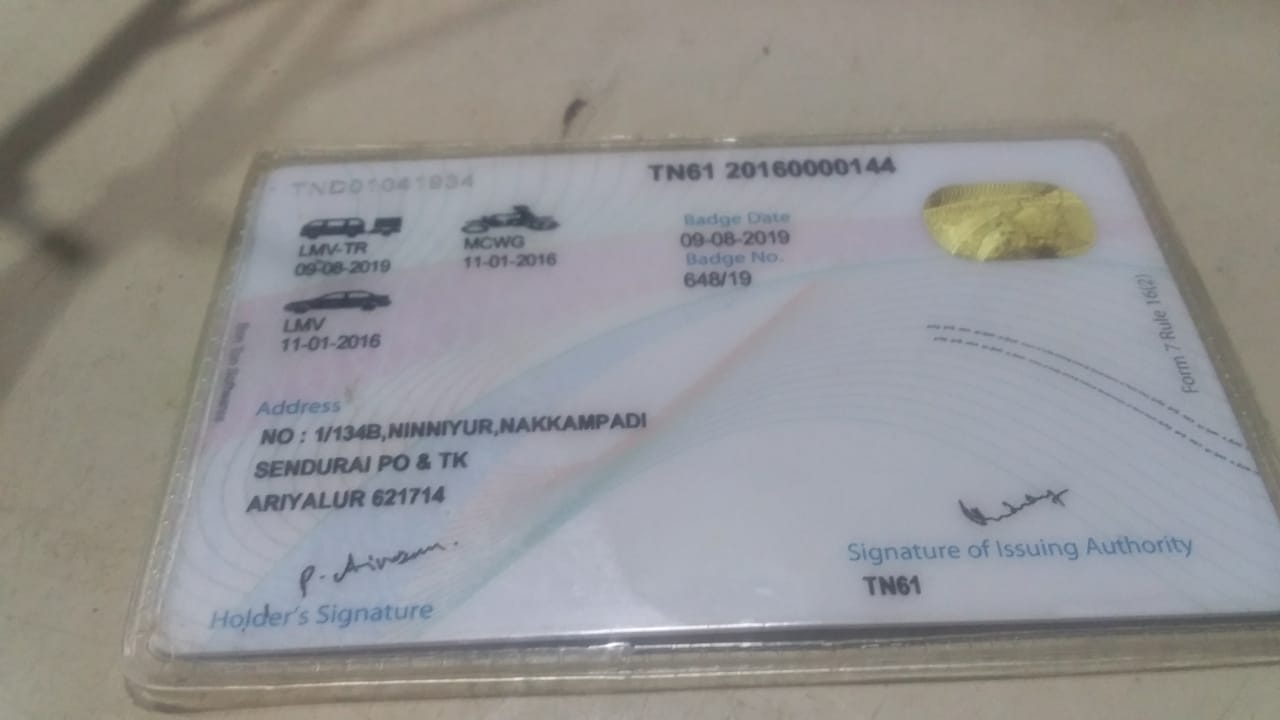 TND01041934
TN61 20160000144
LMV-TR
09-08-2019
MCWG
11-01-2016
Badge Date
09-08-2019
Badge No.
648/19
LMV
11-01-2016
Form 7 Rule 16(2)
Address
NO : 1/134B,NINNIYUR,NAKKAMPADI
SENDURAI PO & TK
ARIYALUR 621714
Holder's Signature
Signature of Issuing Authority
TN61